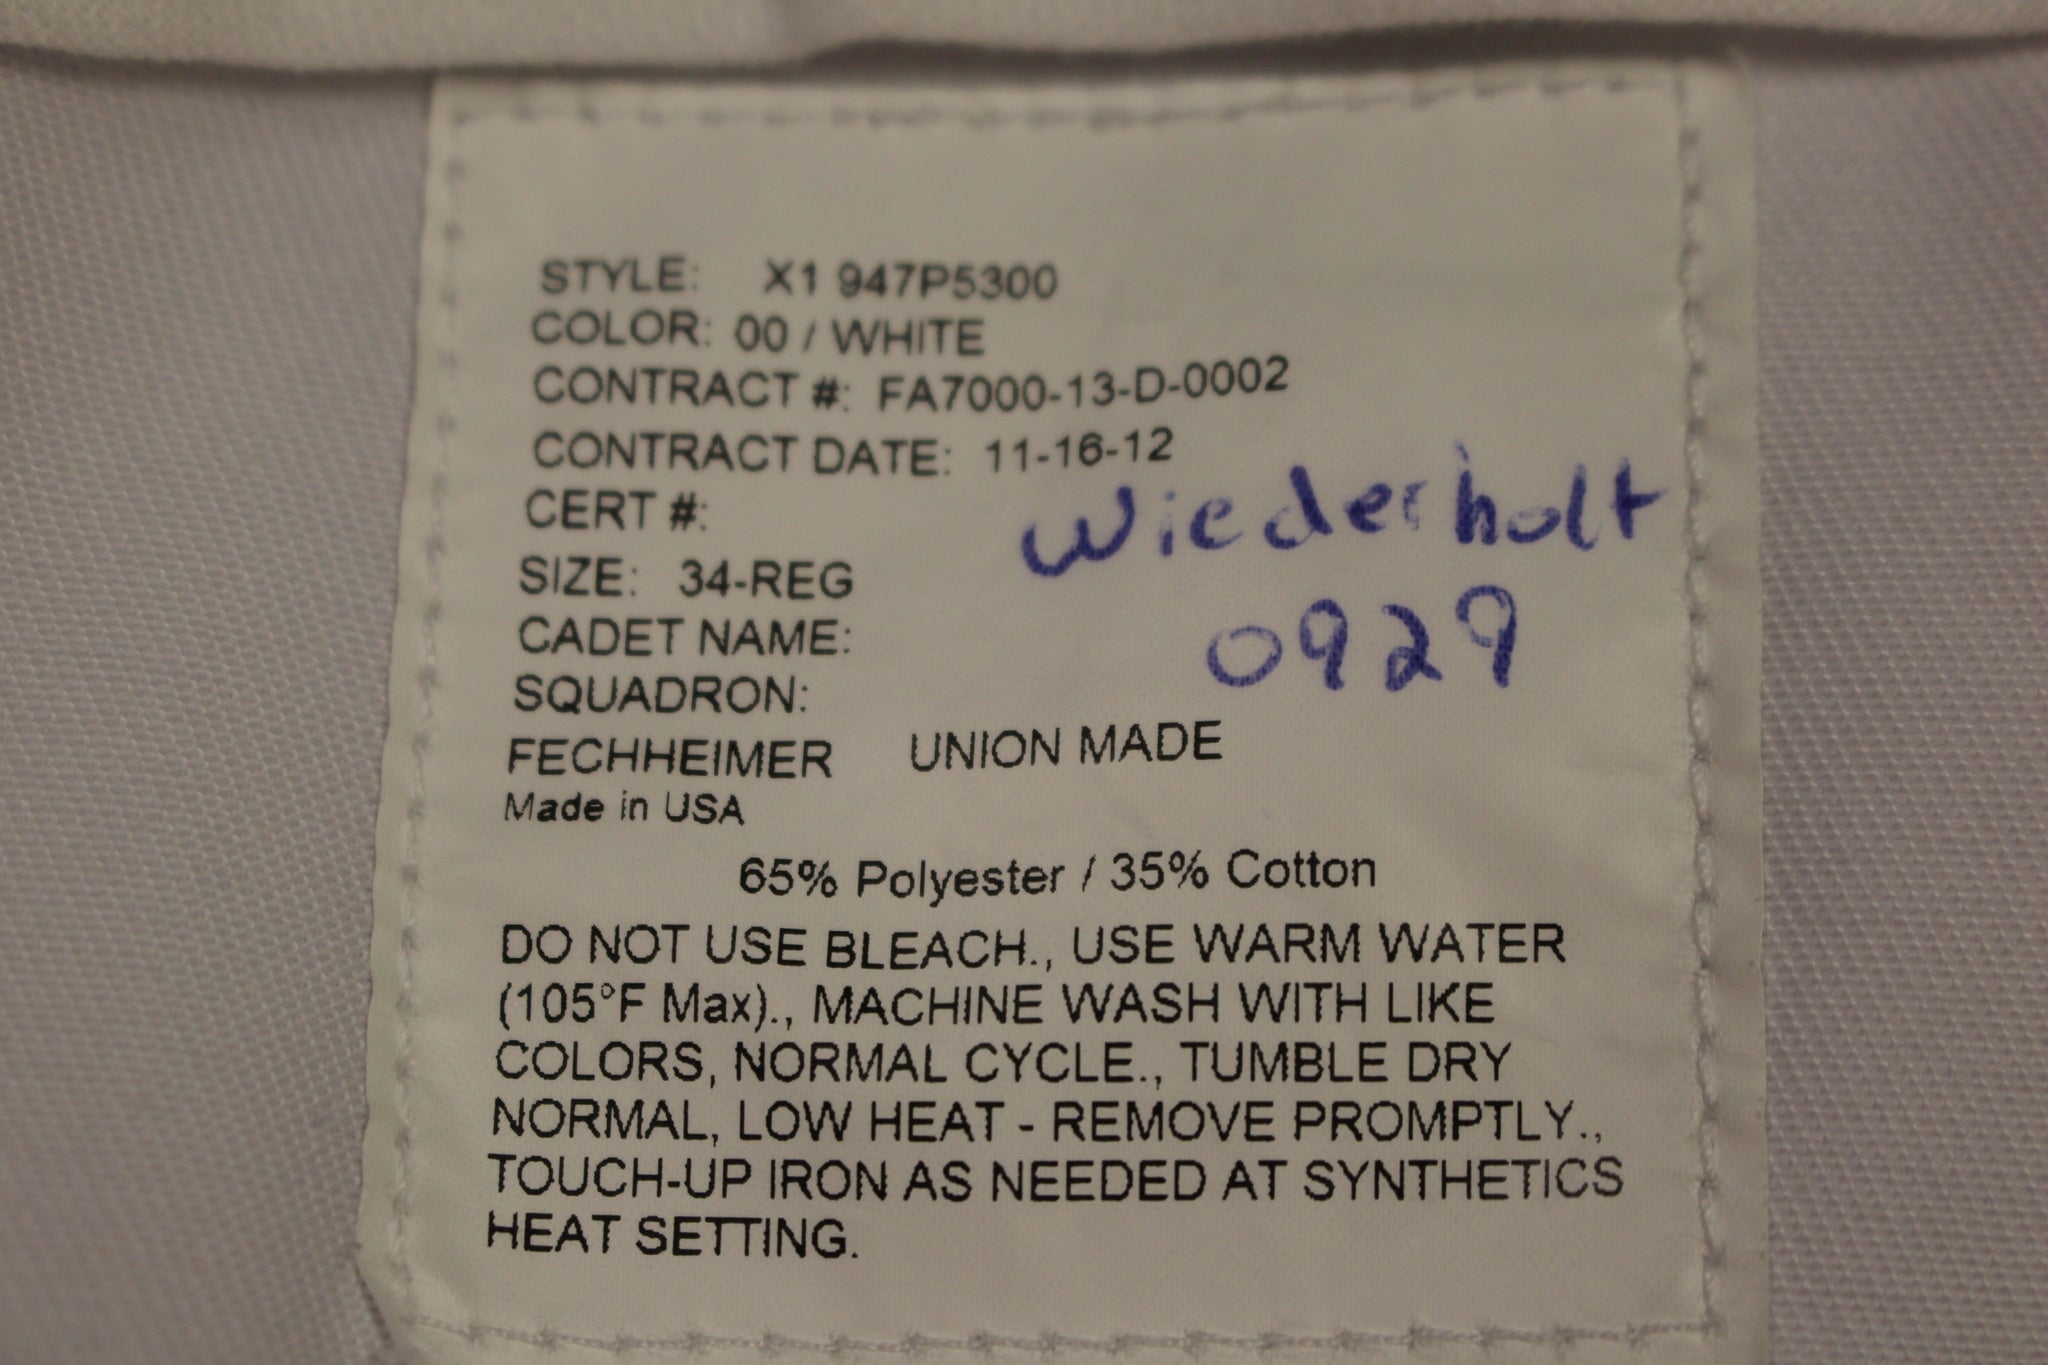 STYLE: X1 947P5300
COLOR: 00 / WHITE
CONTRACT #: FA7000-13-D-0002
CONTRACT DATE: 11-16-12
CERT #:
Wiederholt
SIZE: 34-REG
0929
CADET NAME:
SQUADRON:
FECHHEIMER UNION MADE
Made in USA
65% Polyester / 35% Cotton
DO NOT USE BLEACH., USE WARM WATER
(105°F Max)., MACHINE WASH WITH LIKE
COLORS, NORMAL CYCLE., TUMBLE DRY
NORMAL, LOW HEAT - REMOVE PROMPTLY.,
TOUCH-UP IRON AS NEEDED AT SYNTHETICS
HEAT SETTING.